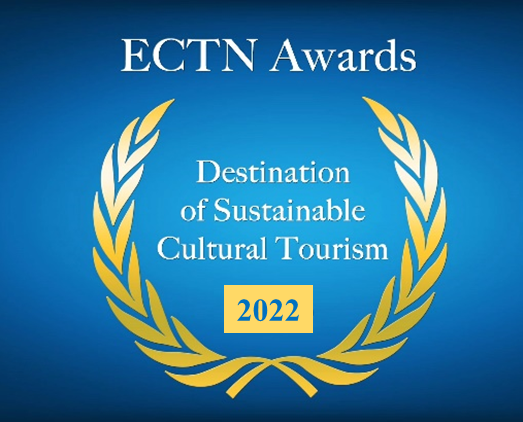 ECTN Awards
Destination
of Sustainable
Cultural Tourism
2022